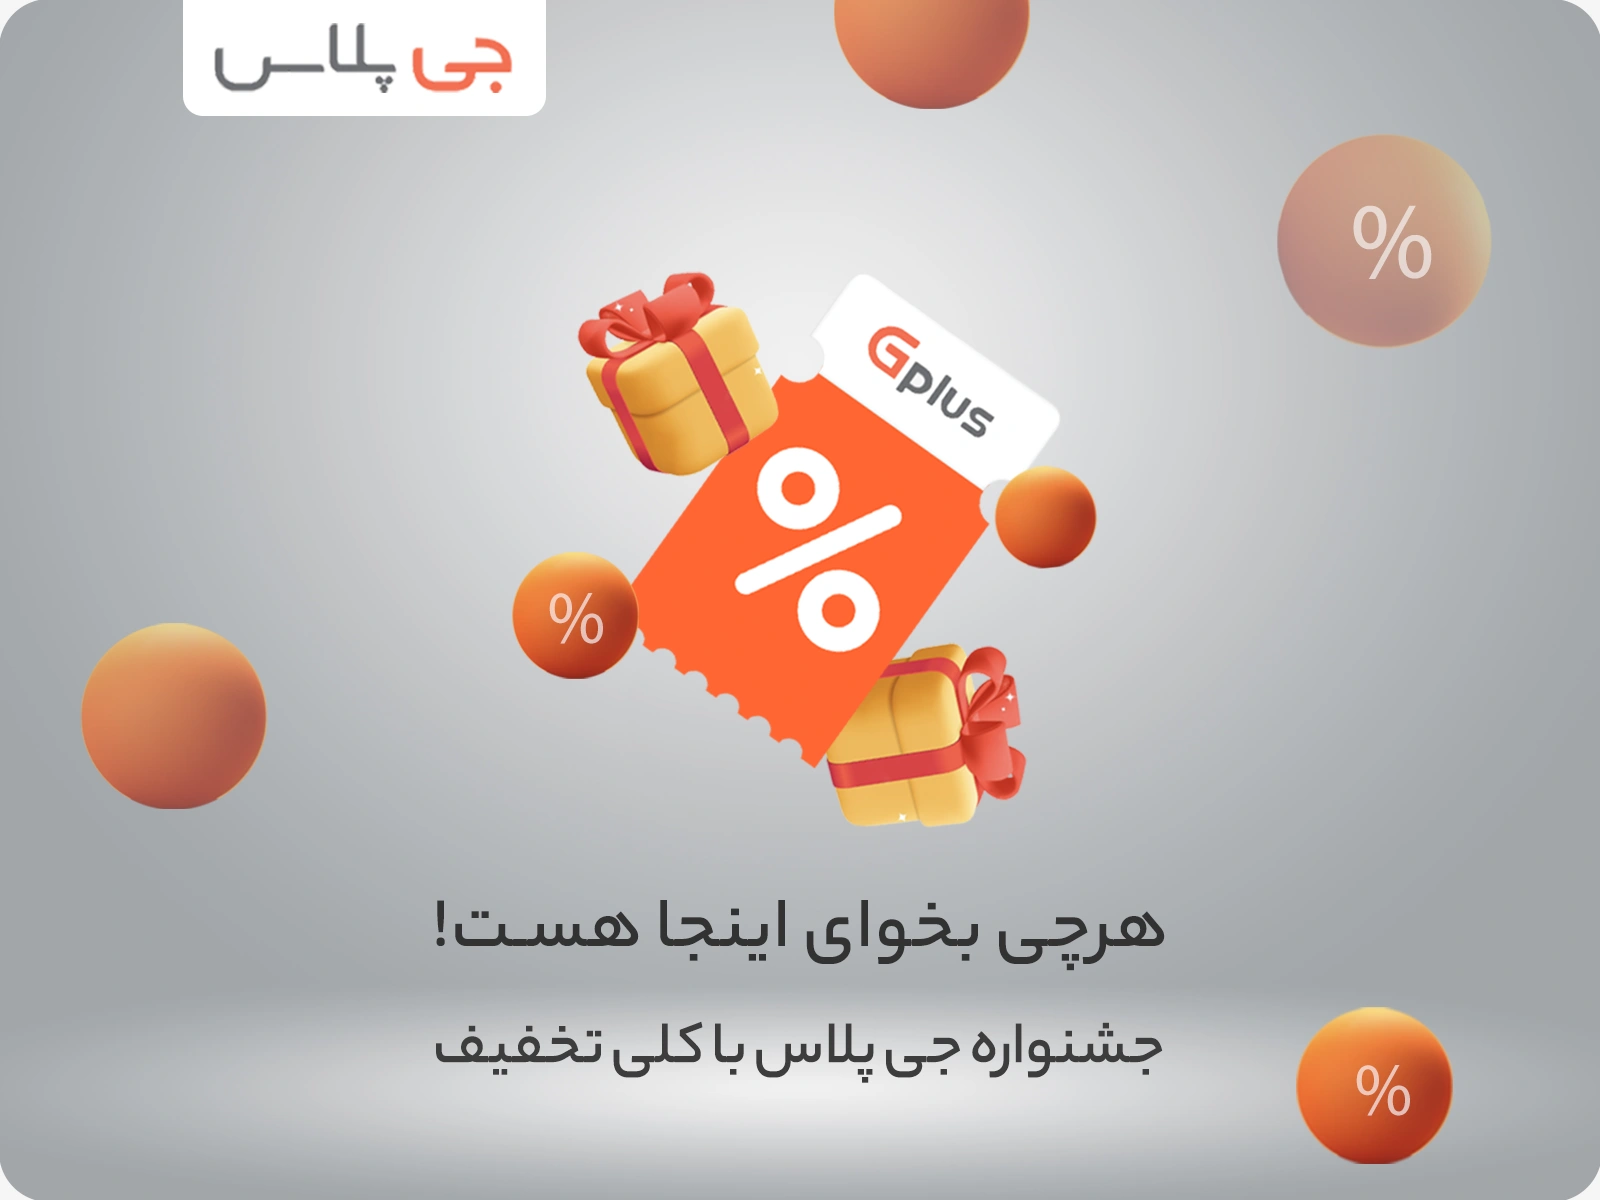 جی پلاس
%
Gplus
%
%
هرچی بخوای اینجا هست!
جشنواره جی پلاس با کلی تخفیف
%